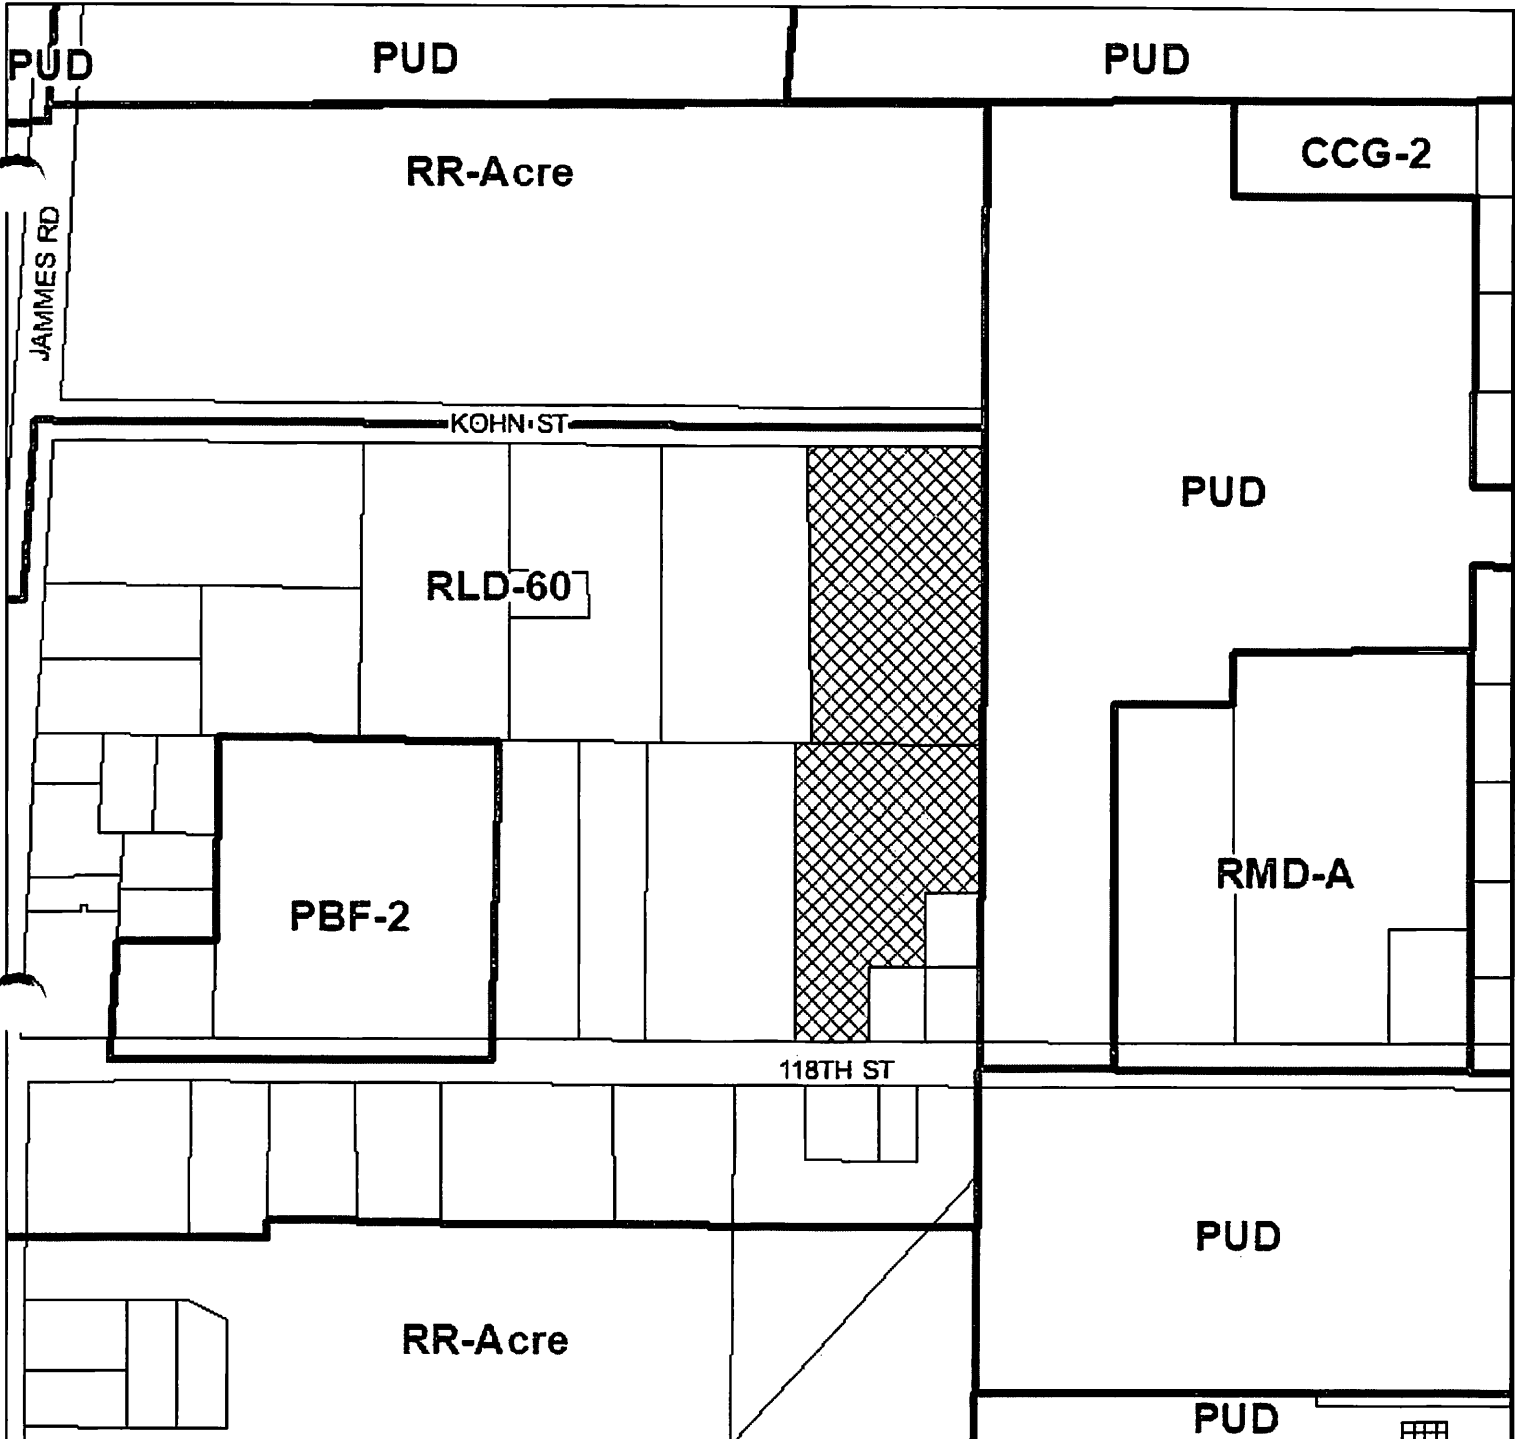 PUD
PUD
PUD
CCG-2
RR-Acre
JAMMES RD
KOHN ST
PUD
RLD-60
RMD-A
PBF-2
118TH ST
PUD
RR-Acre
PUD